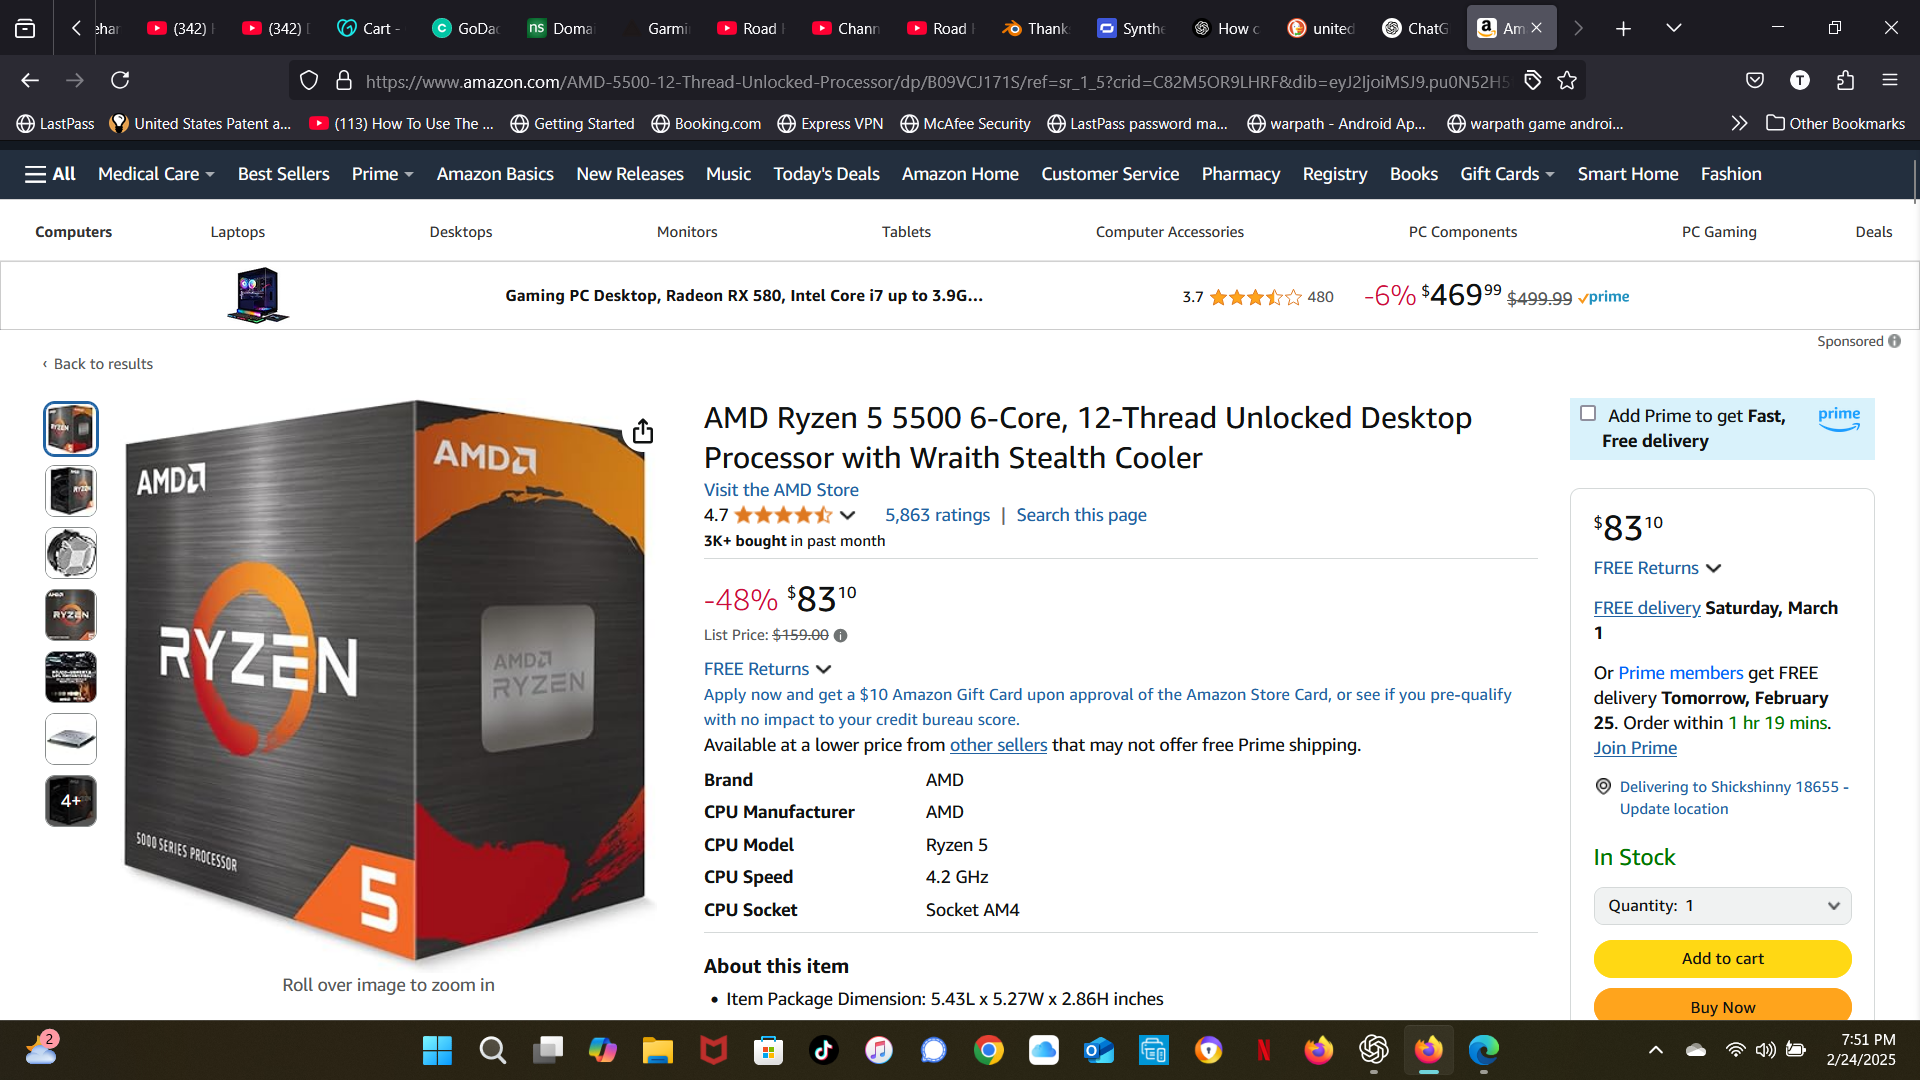 ehar
(342)
(342)
Cart -
GoDac
Domai
Garmi
Road
Chann
Road
Thank
Synthe
How c
united
ChatG
Am
https://www.amazon.com/AMD-5500-12-Thread-Unlocked-Processor/dp/B09VCJ171S/ref=sr_1_5?crid=C82M5OR9LHRF&dib=eyJ2IjoiMSJ9.pu0N52H5
T
LastPass
United States Patent a...
(113) How To Use The ...
Getting Started
Booking.com
Express VPN
McAfee Security
LastPass password ma...
warpath - Android Ap...
warpath game androi...
Other Bookmarks
All
Medical Care
Best Sellers
Prime
Amazon Basics
New Releases
Music
Today's Deals
Amazon Home
Customer Service
Pharmacy
Registry
Books
Gift Cards
Smart Home
Fashion
Computers
Laptops
Desktops
Monitors
Tablets
Computer Accessories
PC Components
PC Gaming
Deals
Gaming PC Desktop, Radeon RX 580, Intel Core i7 up to 3.9G...
3.7
480
-6% $469.99 $499.99 prime
Sponsored
‹ Back to results
AMD
AMD
RYZEN
AMD
RYZEN
5000 SERIES PROCESSOR
5
4+
Roll over image to zoom in
AMD Ryzen 5 5500 6-Core, 12-Thread Unlocked Desktop
Processor with Wraith Stealth Cooler
Visit the AMD Store
4.7
5,863 ratings | Search this page
3K+ bought in past month
-48% $83.10
List Price: $159.00
FREE Returns
Apply now and get a $10 Amazon Gift Card upon approval of the Amazon Store Card, or see if you pre-qualify
with no impact to your credit bureau score.
Available at a lower price from other sellers that may not offer free Prime shipping.
Brand AMD
CPU Manufacturer AMD
CPU Model Ryzen 5
CPU Speed 4.2 GHz
CPU Socket Socket AM4
About this item
• Item Package Dimension: 5.43L x 5.27W x 2.86H inches
Add Prime to get Fast,
Free delivery
prime
$83.10
FREE Returns
FREE delivery Saturday, March
1
Or Prime members get FREE
delivery Tomorrow, February
25. Order within 1 hr 19 mins.
Join Prime
Delivering to Shickshinny 18655 -
Update location
In Stock
Quantity: 1
Add to cart
Buy Now
2
7:51 PM
2/24/2025